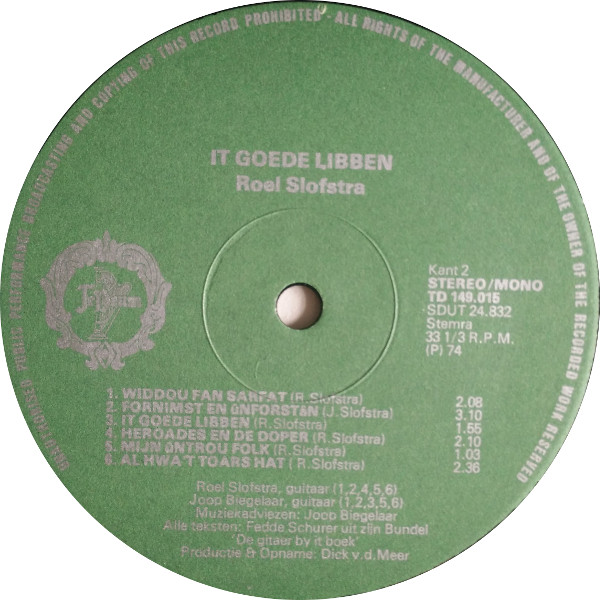 UNAUTHORISED PUBLIC PERFORMANCE BROADCASTING AND COPYING OF THIS RECORD PROHIBITED - ALL RIGHTS OF THE MANUFACTURER AND OF THE OWNER OF THE RECORDED WORK RESERVED
IT GOEDE LIBBEN
Roel Slofstra
Kant 2
STEREO/MONO
TD 149.015
SDUT 24.832
Stemra
33 1/3 R.P.M.
(P) 74
1. WIDDOU FAN SARFAT (R.Slofstra) 2.08
2. FORNIMST EN ÛNFORSTÂN (J.Slofstra) 3.10
3. IT GOEDE LIBBEN (R.Slofstra) 1.55
4. HEROADES EN DE DOPER (R.Slofstra) 2.10
5. MIJN ÛNTROU FOLK (R.Slofstra) 1.03
6. AL HWA'T TOARS HAT ( R.Slofstra) 2.36
Roel Slofstra, guitaar (1,2,4,5,6)
Joop Biegelaar, guitaar (1,2,3,5,6)
Muziekadviezen: Joop Biegelaar
Alle teksten: Fedde Schurer uit zijn Bundel
'De gitaer by it boek'
Productie & Opname: Dick v.d. Meer